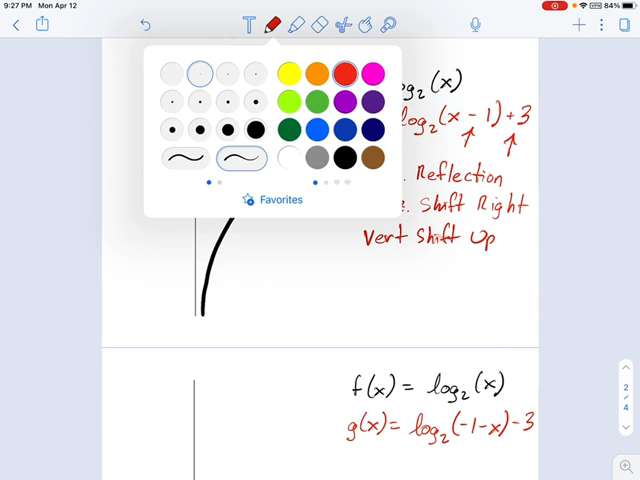 9:27 PM Mon Apr 12
VPN 84%
T
log₂(x)
log₂(x - 1) + 3
Reflection
Shift Right
Vert Shift Up
Favorites
f(x) = log₂(x)
g(x) = log₂(-1-x) - 3
2
4